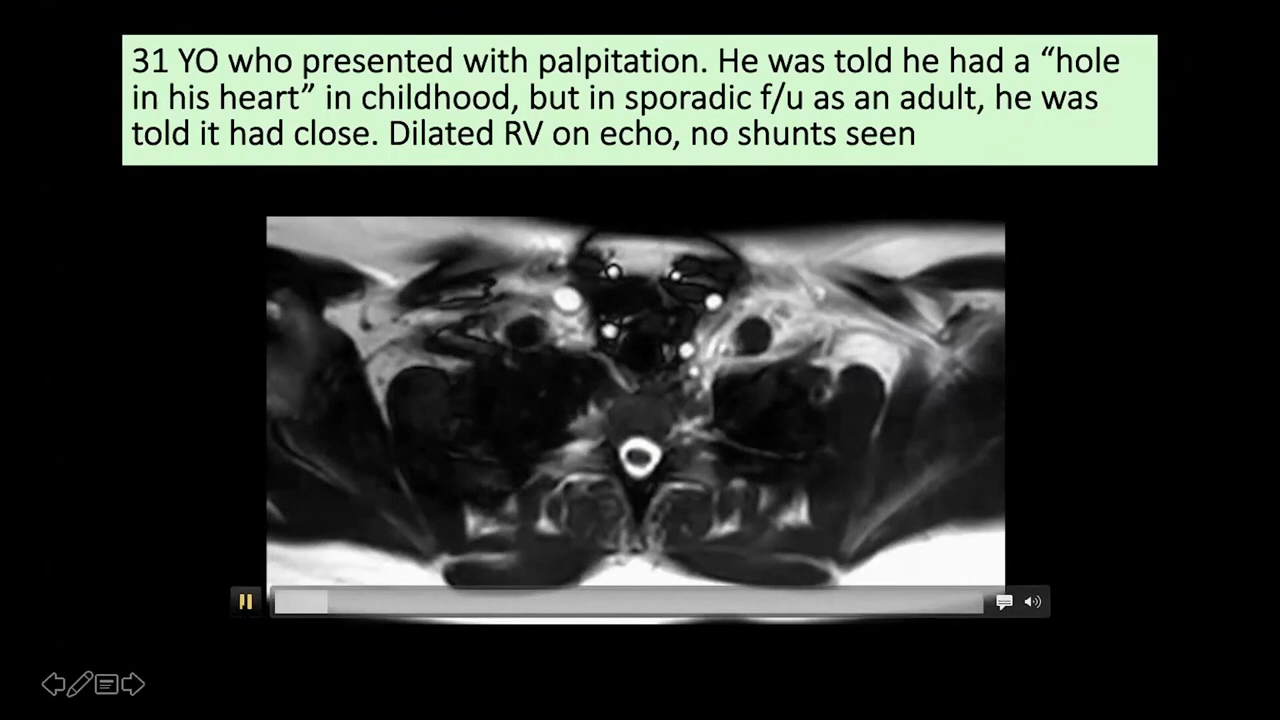 31 YO who presented with palpitation. He was told he had a “hole
in his heart” in childhood, but in sporadic f/u as an adult, he was
told it had close. Dilated RV on echo, no shunts seen